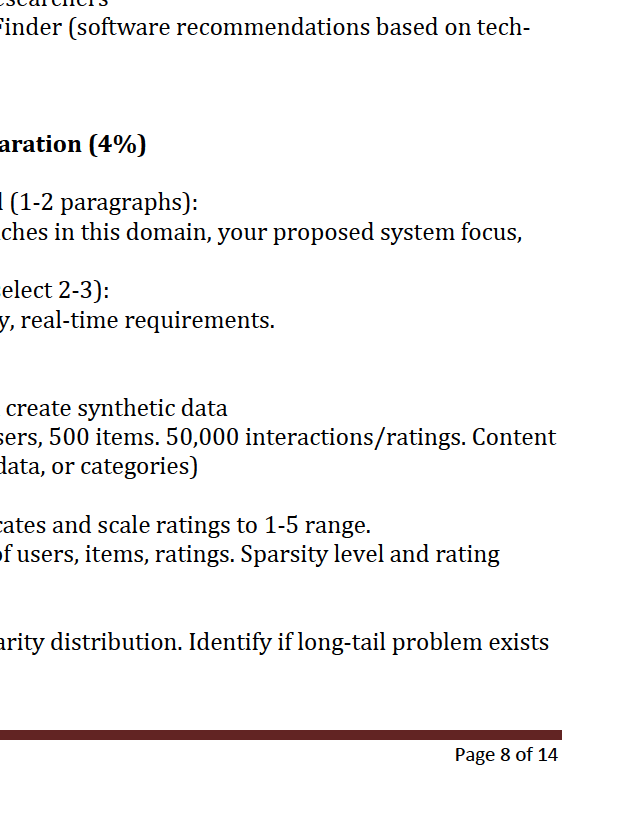 esearchers
Finder (software recommendations based on tech-
aration (4%)
l (1-2 paragraphs):
ches in this domain, your proposed system focus,
elect 2-3):
y, real-time requirements.
create synthetic data
sers, 500 items. 50,000 interactions/ratings. Content
data, or categories)
cates and scale ratings to 1-5 range.
of users, items, ratings. Sparsity level and rating
arity distribution. Identify if long-tail problem exists
Page 8 of 14